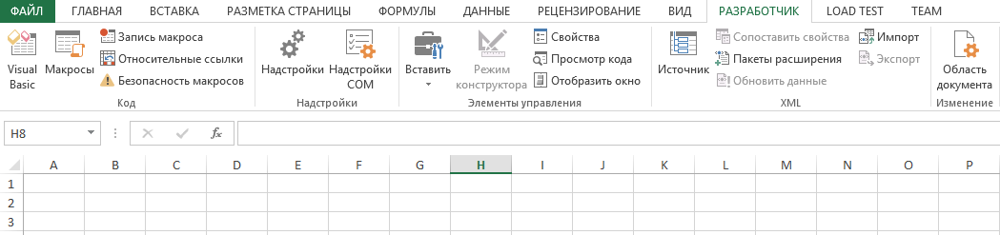 ФАЙЛ ГЛАВНАЯ ВСТАВКА РАЗМЕТКА СТРАНИЦЫ ФОРМУЛЫ ДАННЫЕ РЕЦЕНЗИРОВАНИЕ ВИД РАЗРАБОТЧИК LOAD TEST TEAM
Visual Basic
Макросы
Запись макроса
Относительные ссылки
Безопасность макросов
Код
Надстройки
Надстройки COM
Надстройки
Вставить
Режим конструктора
Свойства
Просмотр кода
Отобразить окно
Элементы управления
Источник
Сопоставить свойства
Пакеты расширения
Обновить данные
Импорт
Экспорт
XML
Область документа
Изменение
H8 fx
A B C D E F G H I J K L M N O P
1
2
3